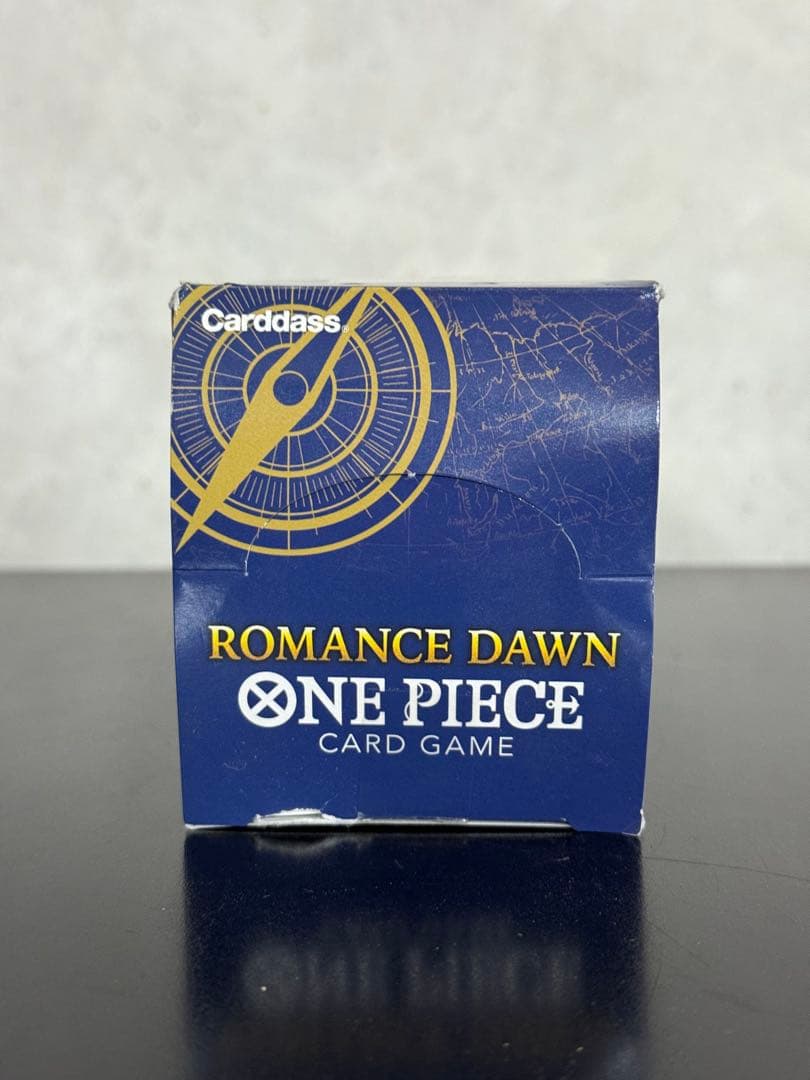 Carddass®
ROMANCE DAWN
ONE PIECE
CARD GAME